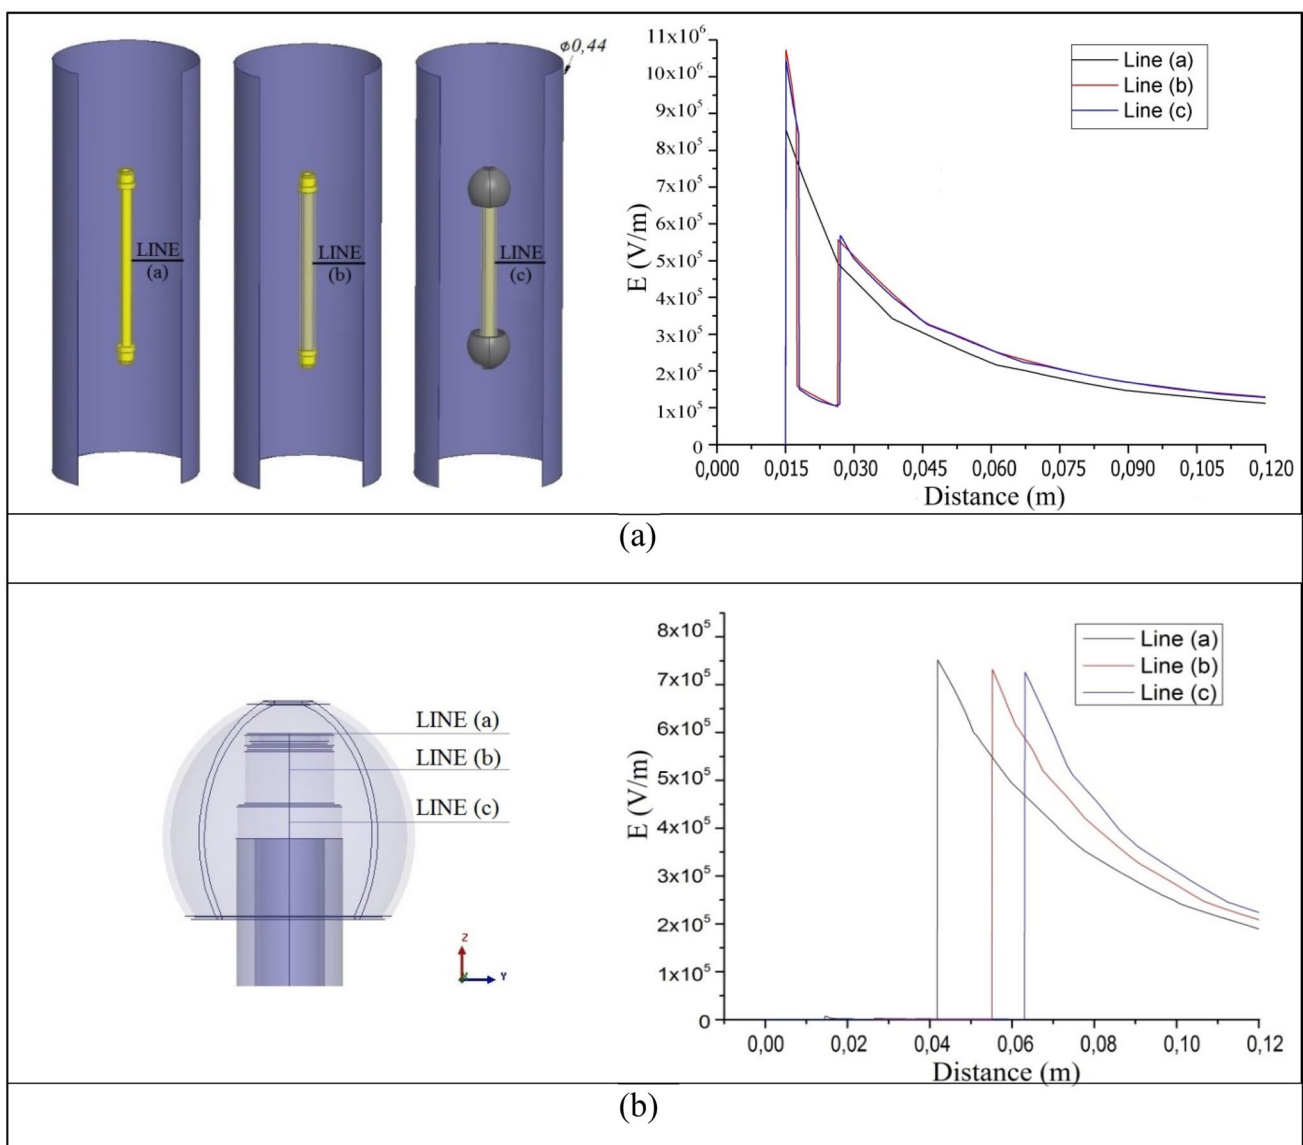 ϕ0,44
LINE
(a)
LINE
(b)
LINE
(c)
11x10⁶
10x10⁶
9x10⁵
8x10⁵
7x10⁵
6x10⁵
5x10⁵
4x10⁵
3x10⁵
2x10⁵
1x10⁵
0
E (V/m)
Line (a)
Line (b)
Line (c)
0,000 0,015 0,030 0,045 0,060 0,075 0,090 0,105 0,120
Distance (m)
(a)
LINE (a)
LINE (b)
LINE (c)
Z
Y
8x10⁵
7x10⁵
6x10⁵
5x10⁵
4x10⁵
3x10⁵
2x10⁵
1x10⁵
0
E (V/m)
Line (a)
Line (b)
Line (c)
0,00 0,02 0,04 0,06 0,08 0,10 0,12
Distance (m)
(b)